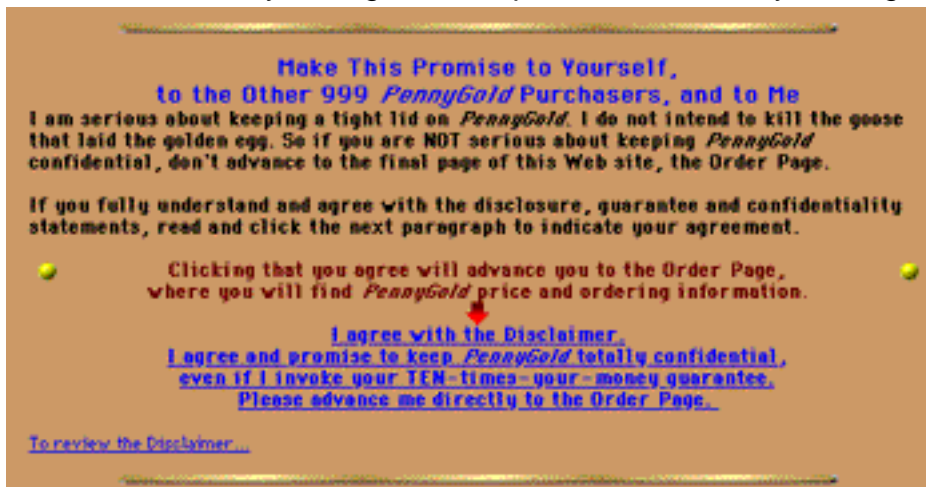 Make This Promise to Yourself,
to the Other 999 PennyGold Purchasers, and to Me
I am serious about keeping a tight lid on PennyGold. I do not intend to kill the goose
that laid the golden egg. So if you are NOT serious about keeping PennyGold
confidential, don't advance to the final page of this Web site, the Order Page.
If you fully understand and agree with the disclosure, guarantee and confidentiality
statements, read and click the next paragraph to indicate your agreement.
Clicking that you agree will advance you to the Order Page,
where you will find PennyGold price and ordering information.
I agree with the Disclaimer.
I agree and promise to keep PennyGold totally confidential,
even if I invoke your TEN-times-your-money guarantee.
Please advance me directly to the Order Page.
To review the Disclaimer...